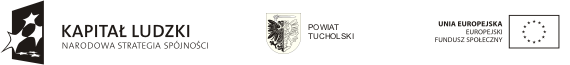 KAPITAŁ LUDZKI
NARODOWA STRATEGIA SPÓJNOŚCI
POWIAT
TUCHOLSKI
UNIA EUROPEJSKA
EUROPEJSKI
FUNDUSZ SPOŁECZNY